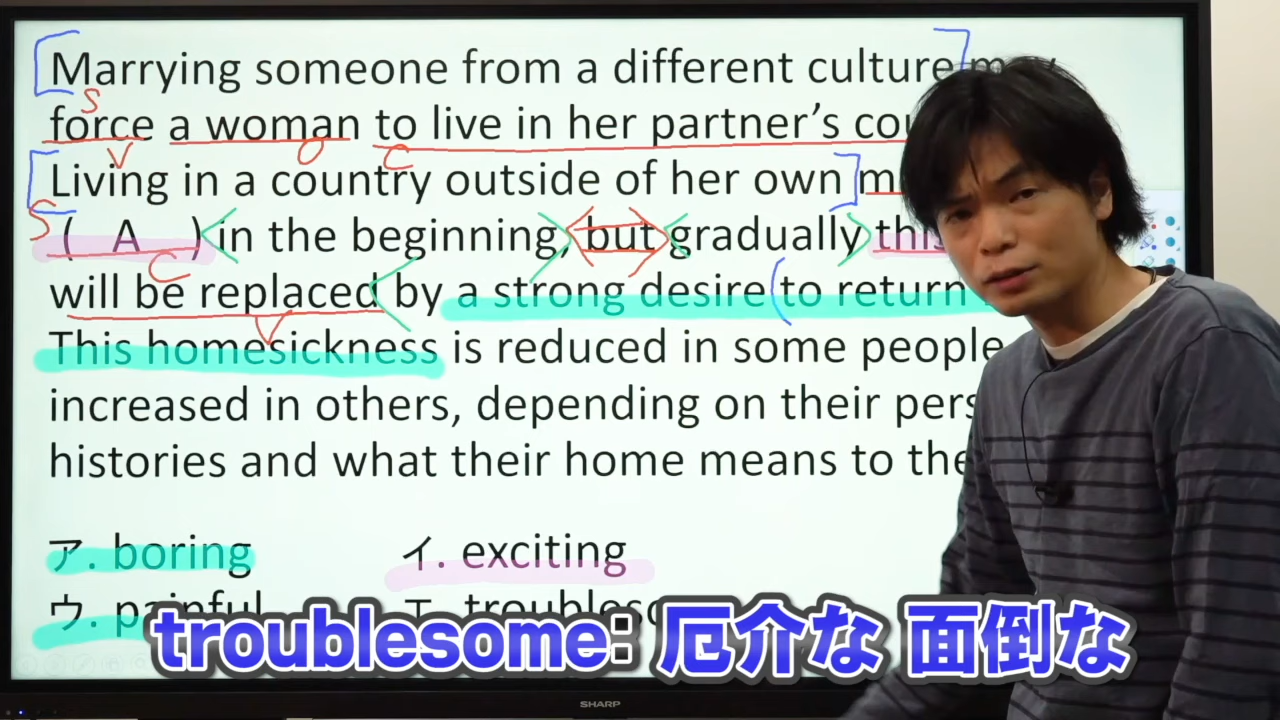 Marrying someone from a different culture
force a woman to live in her partner's
S
V
O
C
Living in a country outside of her own
S
( A ) in the beginning, but gradually
C
will be replaced by a strong desire (to return
V
This homesickness is reduced in some people
increased in others, depending on their
histories and what their home means to
ア. boring イ. exciting
ウ. painful エ.
troublesome: 厄介な 面倒な
SHARP